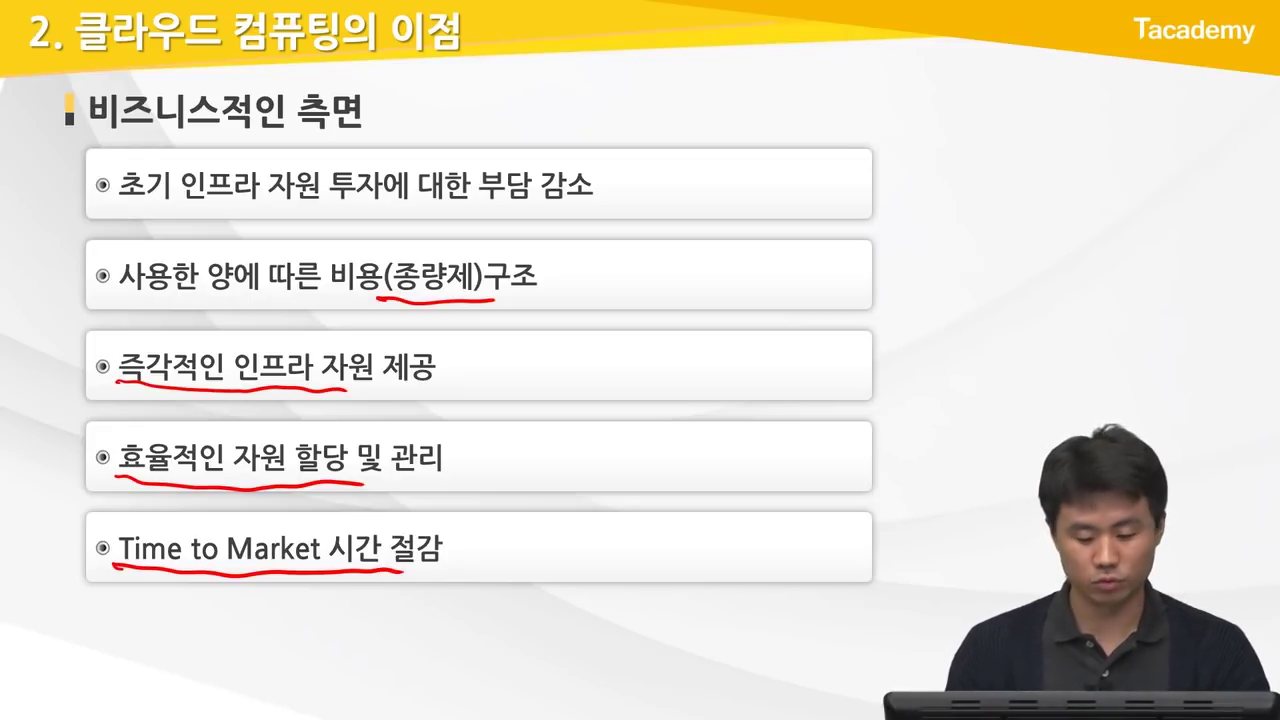 2. 클라우드 컴퓨팅의 이점
Tacademy
비즈니스적인 측면
초기 인프라 자원 투자에 대한 부담 감소
사용한 양에 따른 비용(종량제)구조
즉각적인 인프라 자원 제공
효율적인 자원 할당 및 관리
Time to Market 시간 절감